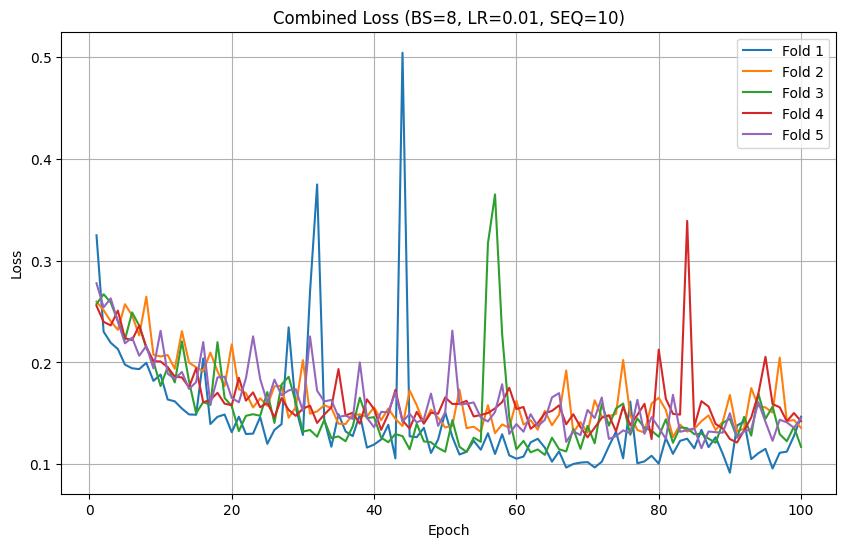 Combined Loss (BS=8, LR=0.01, SEQ=10)
Fold 1
Fold 2
Fold 3
Fold 4
Fold 5
Loss
0.5
0.4
0.3
0.2
0.1
0 20 40 60 80 100
Epoch